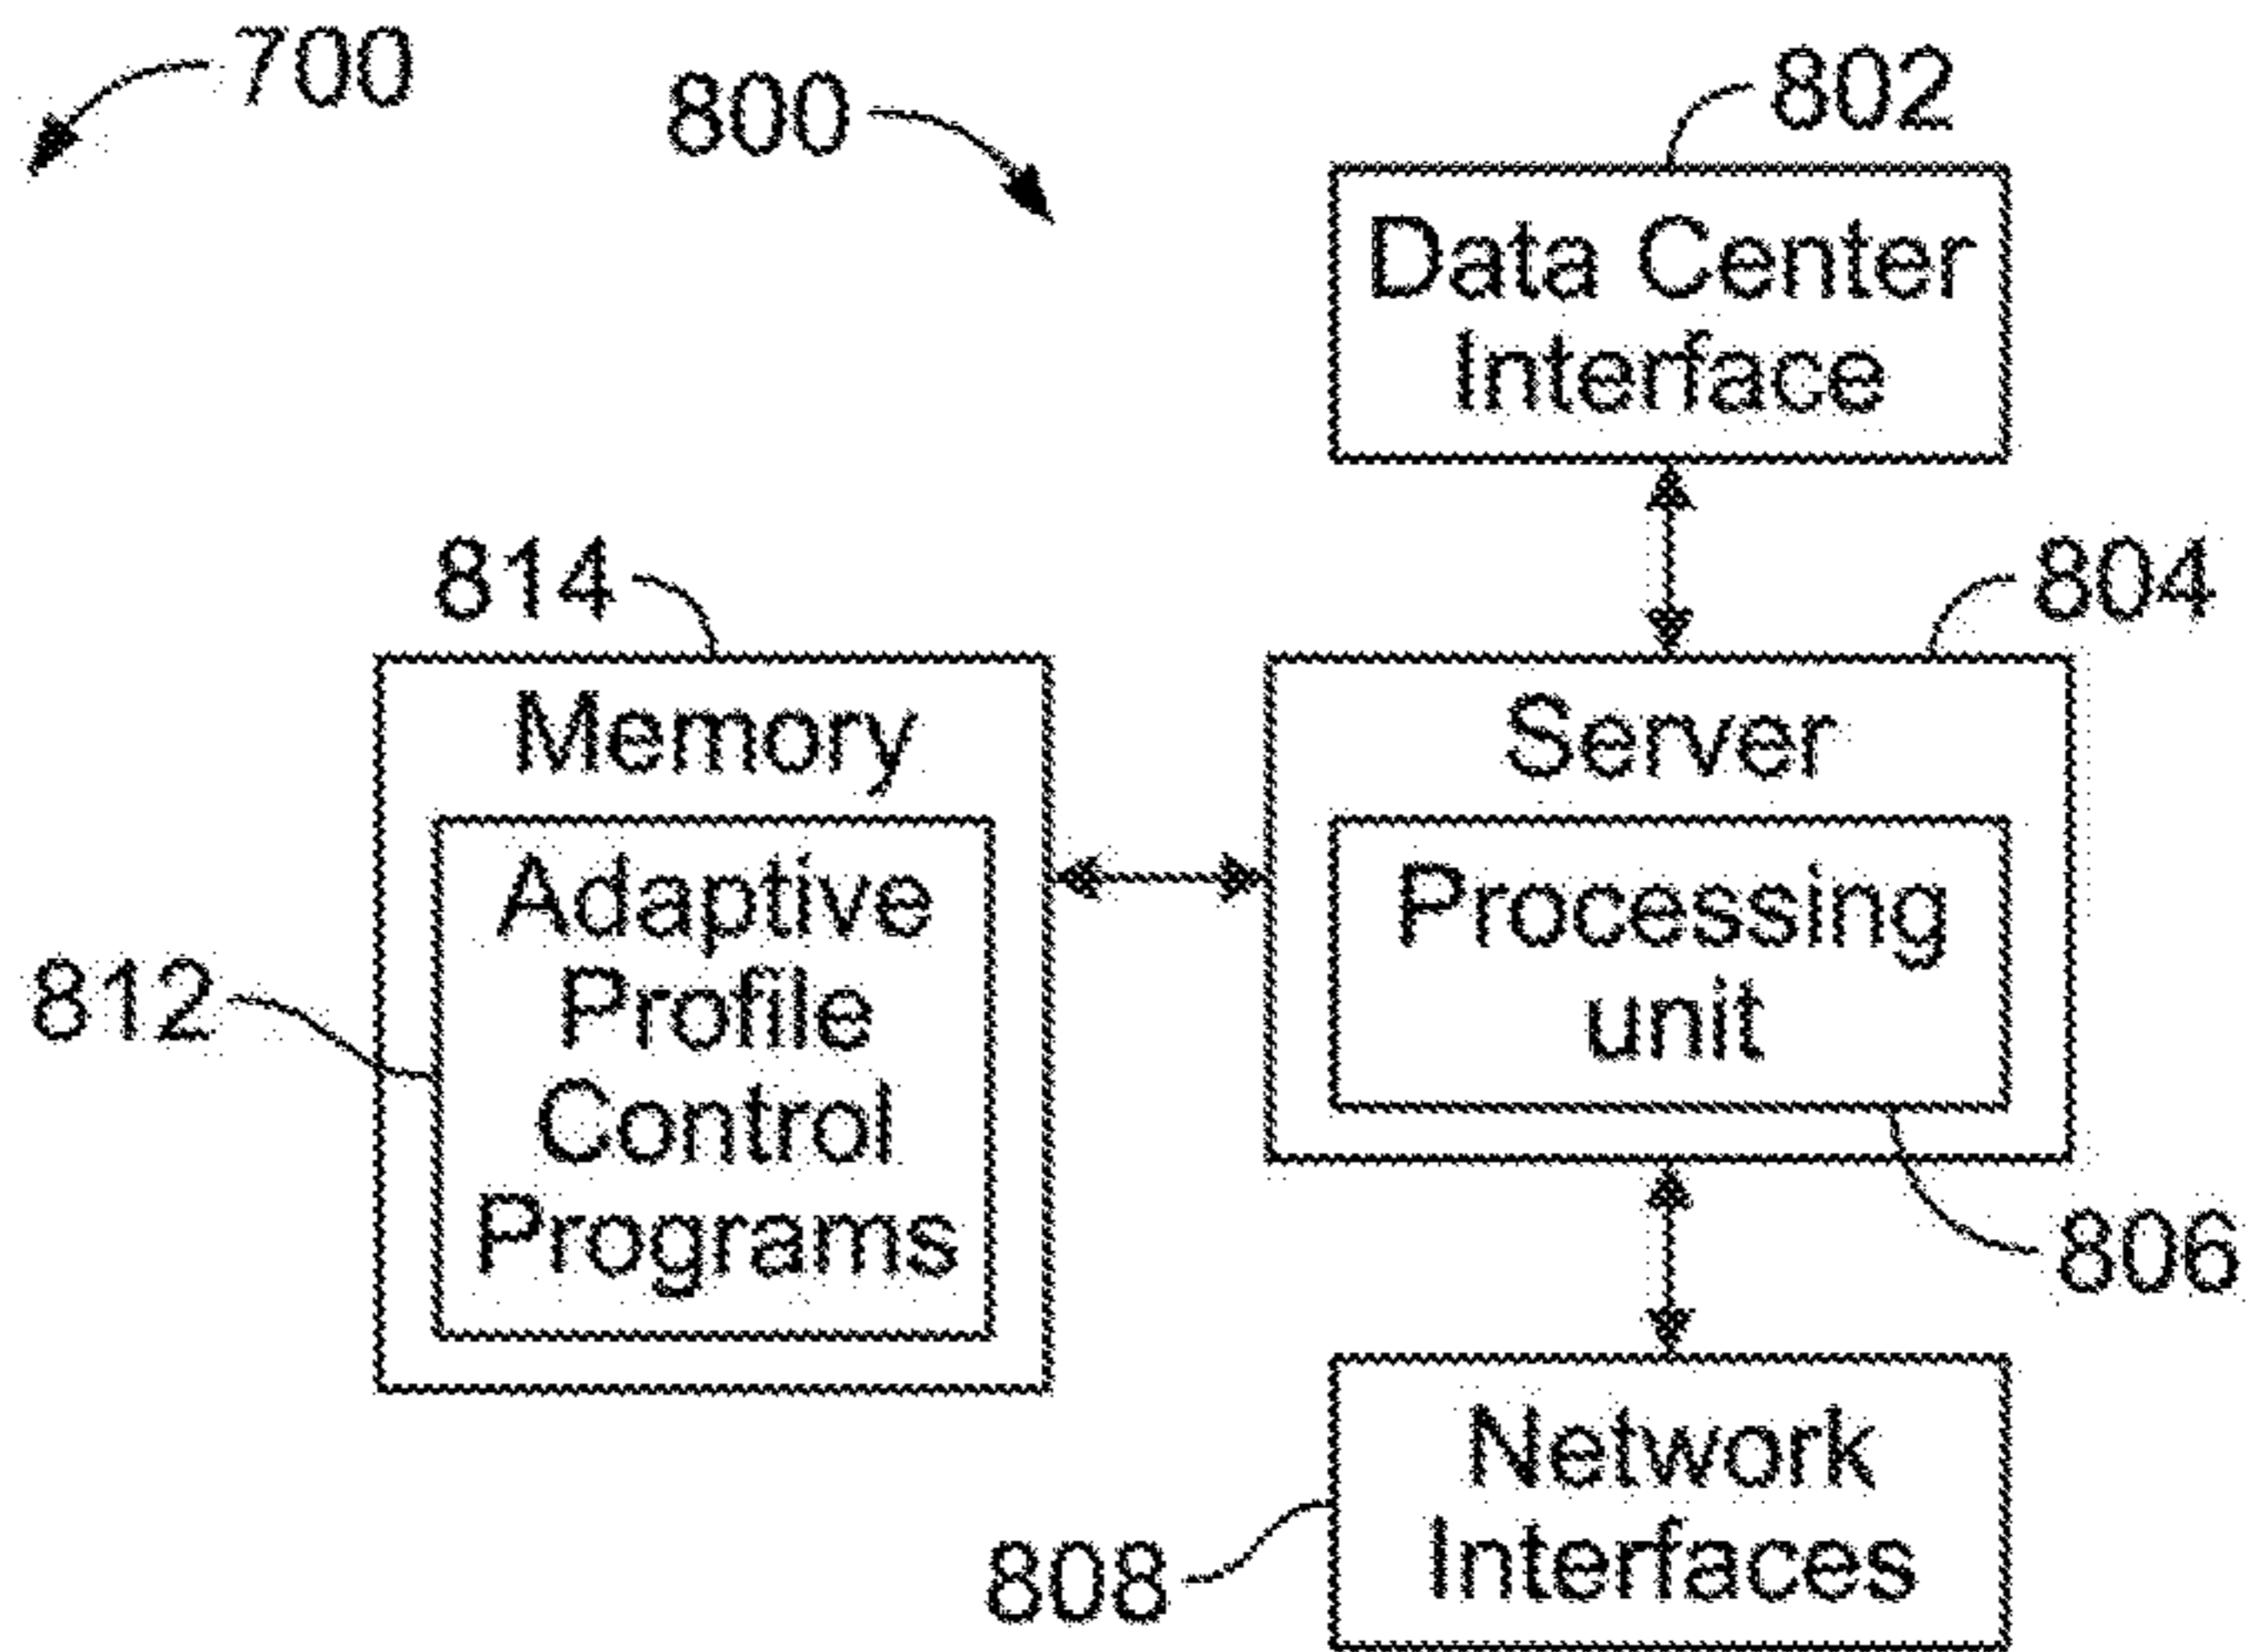 700
800
802
Data Center
Interface
814
804
Memory
Server
Adaptive
Profile
Control
Programs
812
Processing
unit
806
Network
Interfaces
808